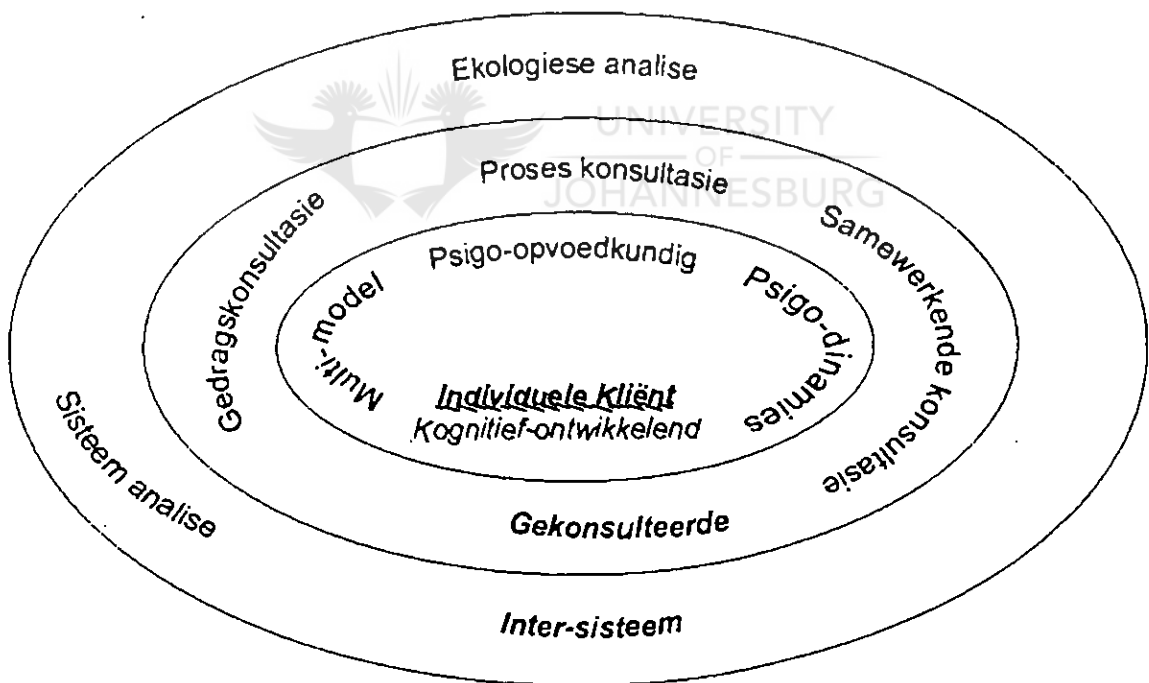 Ekologiese analise
UNIVERSITY
OF
JOHANNESBURG
Proses konsultasie
Gedragskonsultasie
Samewerkende konsultasie
Psigo-opvoedkundig
Multi-model
Psigo-dinamies
Individuele Kliënt
Kognitief-ontwikkelend
Sisteem analise
Gekonsulteerde
Inter-sisteem